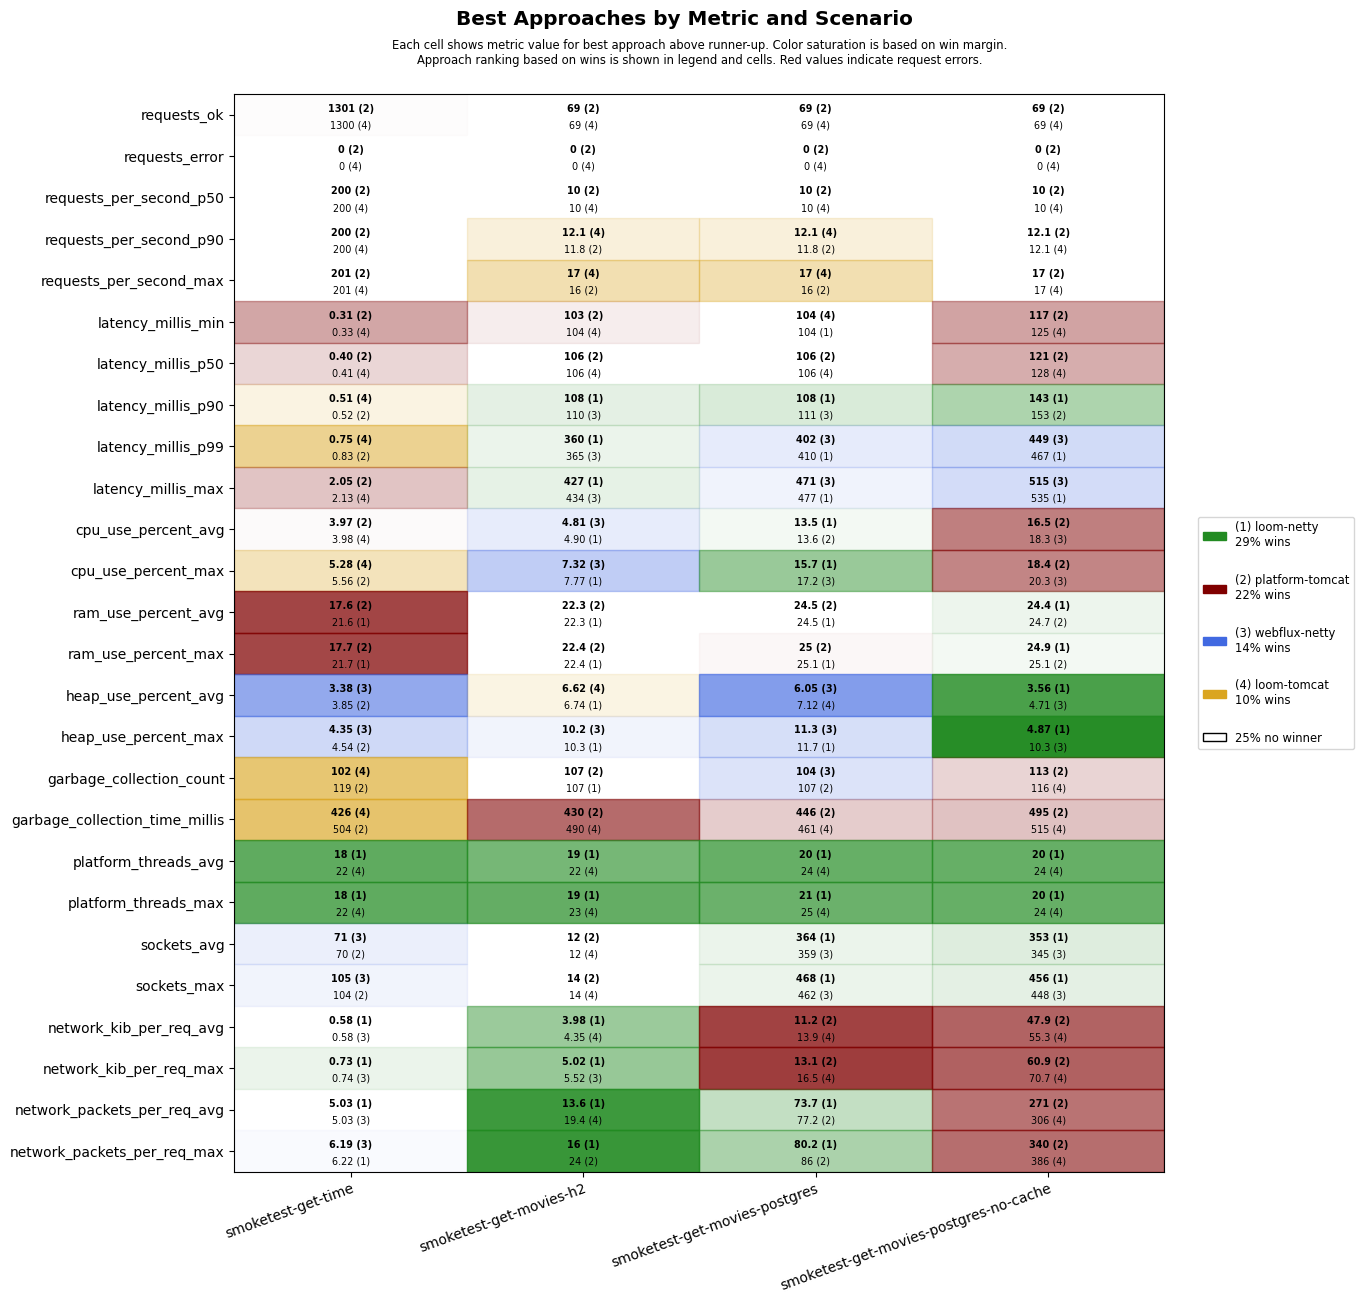 Best Approaches by Metric and Scenario
Each cell shows metric value for best approach above runner-up. Color saturation is based on win margin.
Approach ranking based on wins is shown in legend and cells. Red values indicate request errors.
requests_ok
1301 (2) 69 (2) 69 (2) 69 (2)
1300 (4) 69 (4) 69 (4) 69 (4)
requests_error
0 (2) 0 (2) 0 (2) 0 (2)
0 (4) 0 (4) 0 (4) 0 (4)
requests_per_second_p50
200 (2) 10 (2) 10 (2) 10 (2)
200 (4) 10 (4) 10 (4) 10 (4)
requests_per_second_p90
200 (2) 12.1 (4) 12.1 (4) 12.1 (2)
200 (4) 11.8 (2) 11.8 (2) 12.1 (4)
requests_per_second_max
201 (2) 17 (4) 17 (4) 17 (2)
201 (4) 16 (2) 16 (2) 17 (4)
latency_millis_min
0.31 (2) 103 (2) 104 (4) 117 (2)
0.33 (4) 104 (4) 104 (1) 125 (4)
latency_millis_p50
0.40 (2) 106 (2) 106 (2) 121 (2)
0.41 (4) 106 (4) 106 (4) 128 (4)
latency_millis_p90
0.51 (4) 108 (1) 108 (1) 143 (1)
0.52 (2) 110 (3) 111 (3) 153 (2)
latency_millis_p99
0.75 (4) 360 (1) 402 (3) 449 (3)
0.83 (2) 365 (3) 410 (1) 467 (1)
latency_millis_max
2.05 (2) 427 (1) 471 (3) 515 (3)
2.13 (4) 434 (3) 477 (1) 535 (1)
cpu_use_percent_avg
3.97 (2) 4.81 (3) 13.5 (1) 16.5 (2)
3.98 (4) 4.90 (1) 13.6 (2) 18.3 (3)
cpu_use_percent_max
5.28 (4) 7.32 (3) 15.7 (1) 18.4 (2)
5.56 (2) 7.77 (1) 17.2 (3) 20.3 (3)
ram_use_percent_avg
17.6 (2) 22.3 (2) 24.5 (2) 24.4 (1)
21.6 (1) 22.3 (1) 24.5 (1) 24.7 (2)
ram_use_percent_max
17.7 (2) 22.4 (2) 25 (2) 24.9 (1)
21.7 (1) 22.4 (1) 25.1 (1) 25.1 (2)
heap_use_percent_avg
3.38 (3) 6.62 (4) 6.05 (3) 3.56 (1)
3.85 (2) 6.74 (1) 7.12 (4) 4.71 (3)
heap_use_percent_max
4.35 (3) 10.2 (3) 11.3 (3) 4.87 (1)
4.54 (2) 10.3 (1) 11.7 (1) 10.3 (3)
garbage_collection_count
102 (4) 107 (2) 104 (3) 113 (2)
119 (2) 107 (1) 107 (2) 116 (4)
garbage_collection_time_millis
426 (4) 430 (2) 446 (2) 495 (2)
504 (2) 490 (4) 461 (4) 515 (4)
platform_threads_avg
18 (1) 19 (1) 20 (1) 20 (1)
22 (4) 22 (4) 24 (4) 24 (4)
platform_threads_max
18 (1) 19 (1) 21 (1) 20 (1)
22 (4) 23 (4) 25 (4) 24 (4)
sockets_avg
71 (3) 12 (2) 364 (1) 353 (1)
70 (2) 12 (4) 359 (3) 345 (3)
sockets_max
105 (3) 14 (2) 468 (1) 456 (1)
104 (2) 14 (4) 462 (3) 448 (3)
network_kib_per_req_avg
0.58 (1) 3.98 (1) 11.2 (2) 47.9 (2)
0.58 (3) 4.35 (4) 13.9 (4) 55.3 (4)
network_kib_per_req_max
0.73 (1) 5.02 (1) 13.1 (2) 60.9 (2)
0.74 (3) 5.52 (3) 16.5 (4) 70.7 (4)
network_packets_per_req_avg
5.03 (1) 13.6 (1) 73.7 (1) 271 (2)
5.03 (3) 19.4 (4) 77.2 (2) 306 (4)
network_packets_per_req_max
6.19 (3) 16 (1) 80.2 (1) 340 (2)
6.22 (1) 24 (2) 86 (2) 386 (4)
smoketest-get-time
smoketest-get-movies-h2
smoketest-get-movies-postgres
smoketest-get-movies-postgres-no-cache
(1) loom-netty
29% wins
(2) platform-tomcat
22% wins
(3) webflux-netty
14% wins
(4) loom-tomcat
10% wins
25% no winner